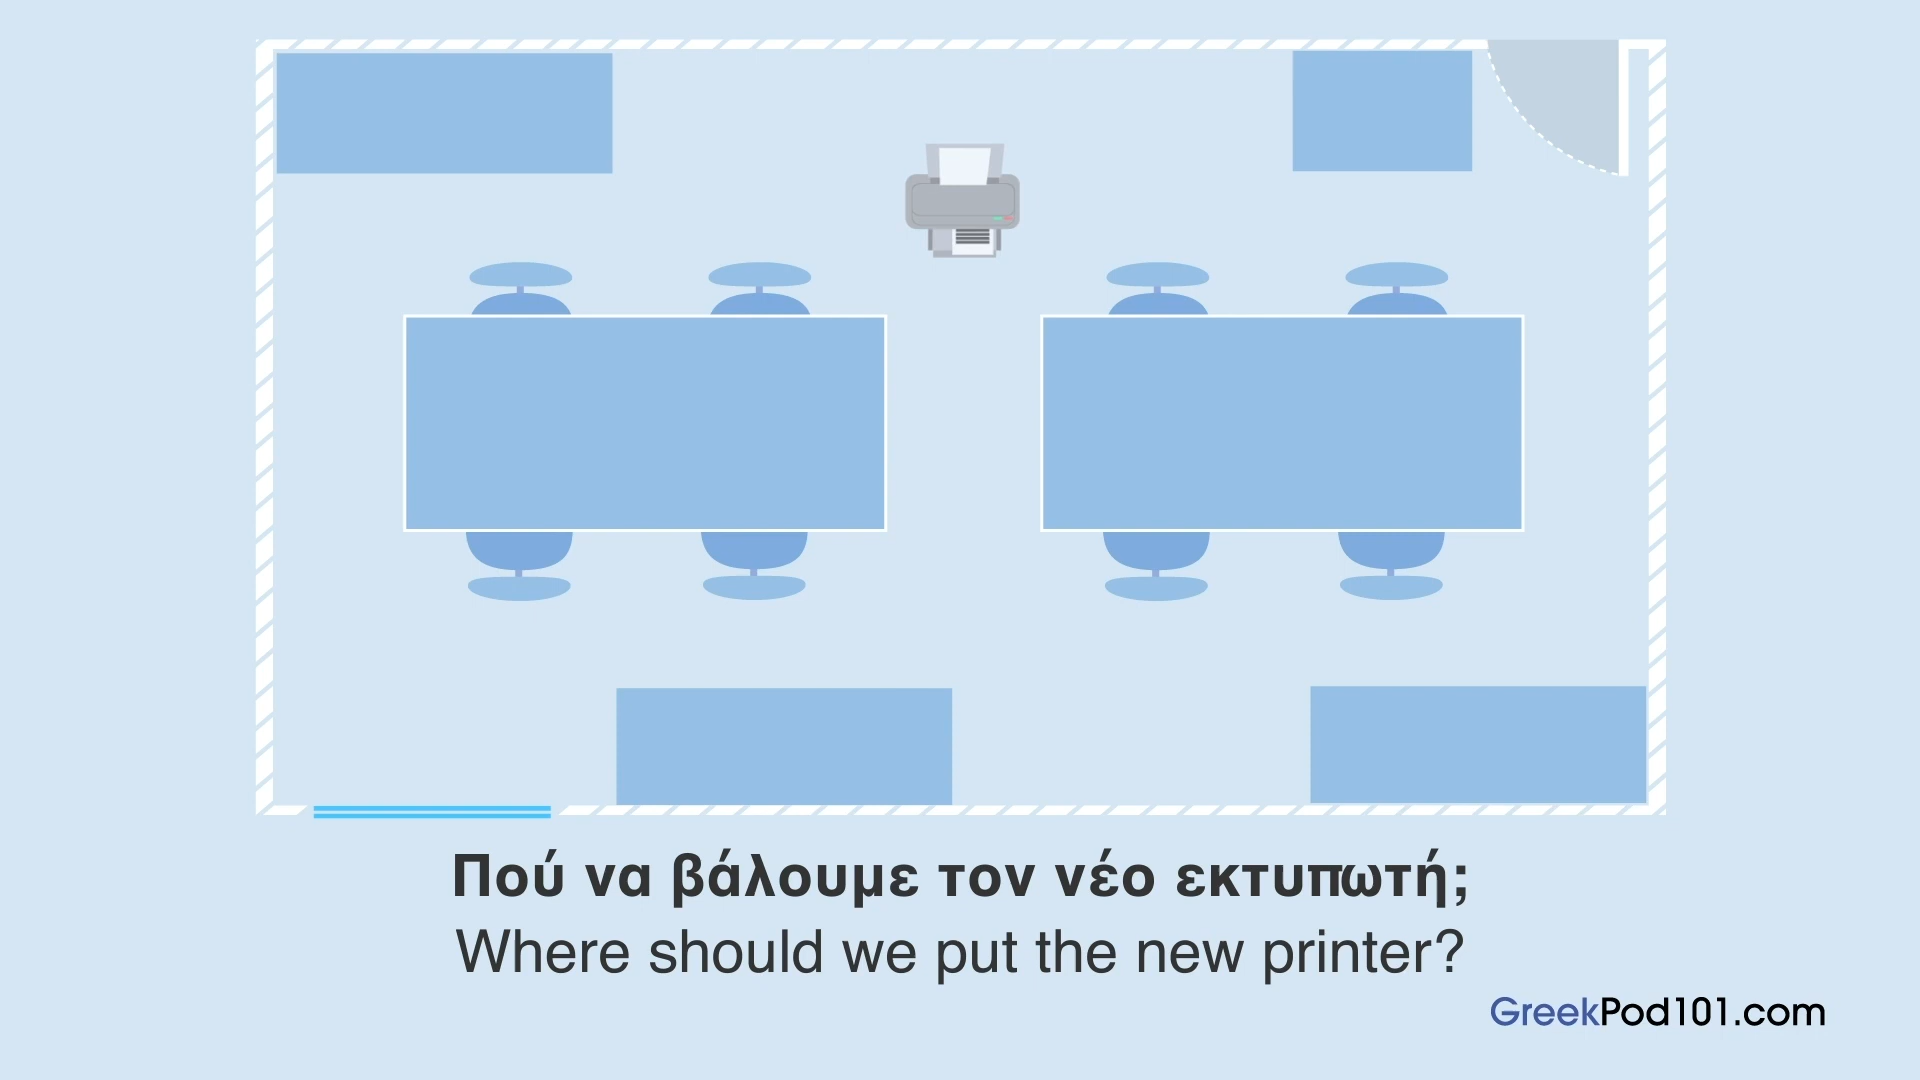 Πού να βάλουμε τον νέο εκτυπωτή;
Where should we put the new printer?
GreekPod101.com